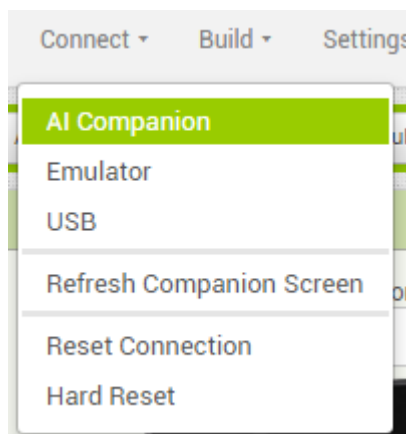 Connect Build Settings
AI Companion
Emulator
USB
Refresh Companion Screen
Reset Connection
Hard Reset